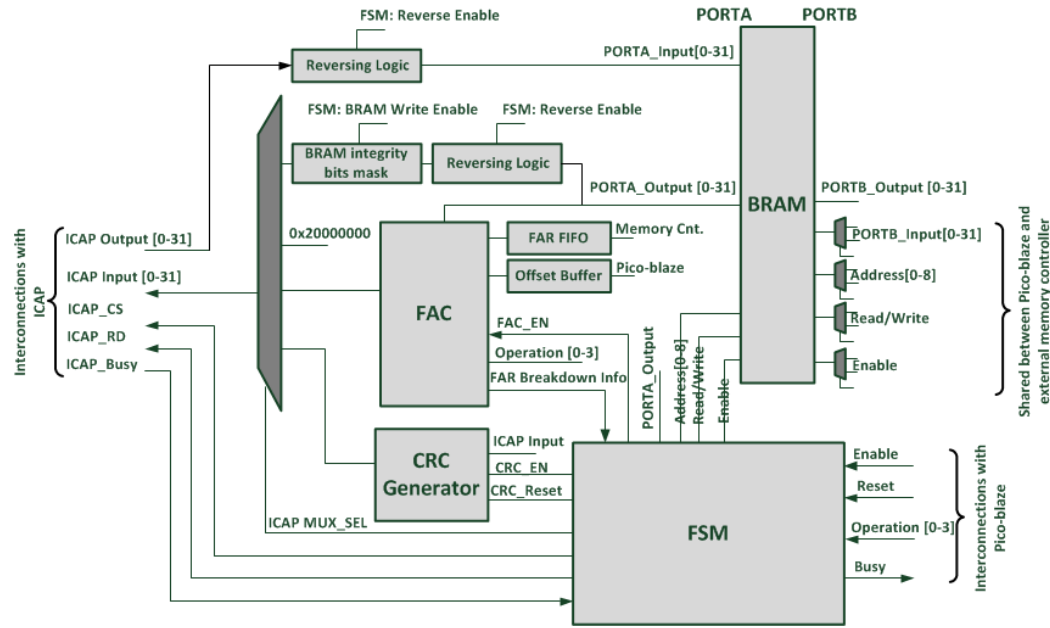 FSM: Reverse Enable
PORTA
PORTB
Reversing Logic
PORTA_Input[0-31]
FSM: BRAM Write Enable
FSM: Reverse Enable
BRAM integrity
bits mask
Reversing Logic
PORTA_Output [0-31]
BRAM
PORTB_Output [0-31]
PORTB_Input[0-31]
Address[0-8]
Read/Write
Enable
Shared between Pico-blaze and
external memory controller
Interconnections with
ICAP
ICAP Output [0-31]
ICAP Input [0-31]
ICAP_CS
ICAP_RD
ICAP_Busy
0x20000000
FAC
FAR FIFO
Memory Cnt.
Offset Buffer
Pico-blaze
FAC_EN
Operation [0-3]
FAR Breakdown Info
PORTA_Output
Address[0-8]
Read/Write
Enable
CRC
Generator
ICAP Input
CRC_EN
CRC_Reset
ICAP MUX_SEL
FSM
Enable
Reset
Operation [0-3]
Busy
Interconnections with
Pico-blaze